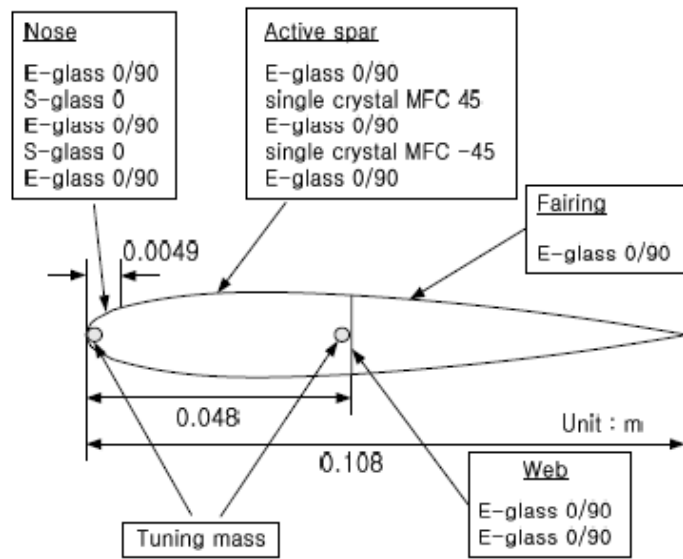 Nose
E-glass 0/90
S-glass 0
E-glass 0/90
S-glass 0
E-glass 0/90
Active spar
E-glass 0/90
single crystal MFC 45
E-glass 0/90
single crystal MFC -45
E-glass 0/90
Fairing
E-glass 0/90
0.0049
0.048
Unit : m
0.108
Web
E-glass 0/90
E-glass 0/90
Tuning mass